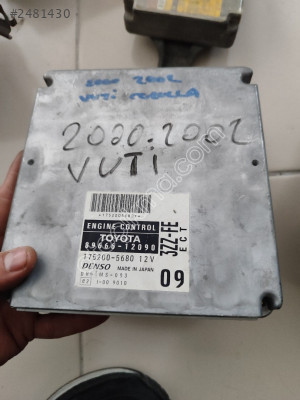 #2481430
2000 2002
VVTI COROLLA
2000.2002
VVTİ
ENGINE CONTROL
TOYOTA
89666-12090
175200-5680 12V
DENSO MADE IN JAPAN
3ZZ-FE
ECT
09